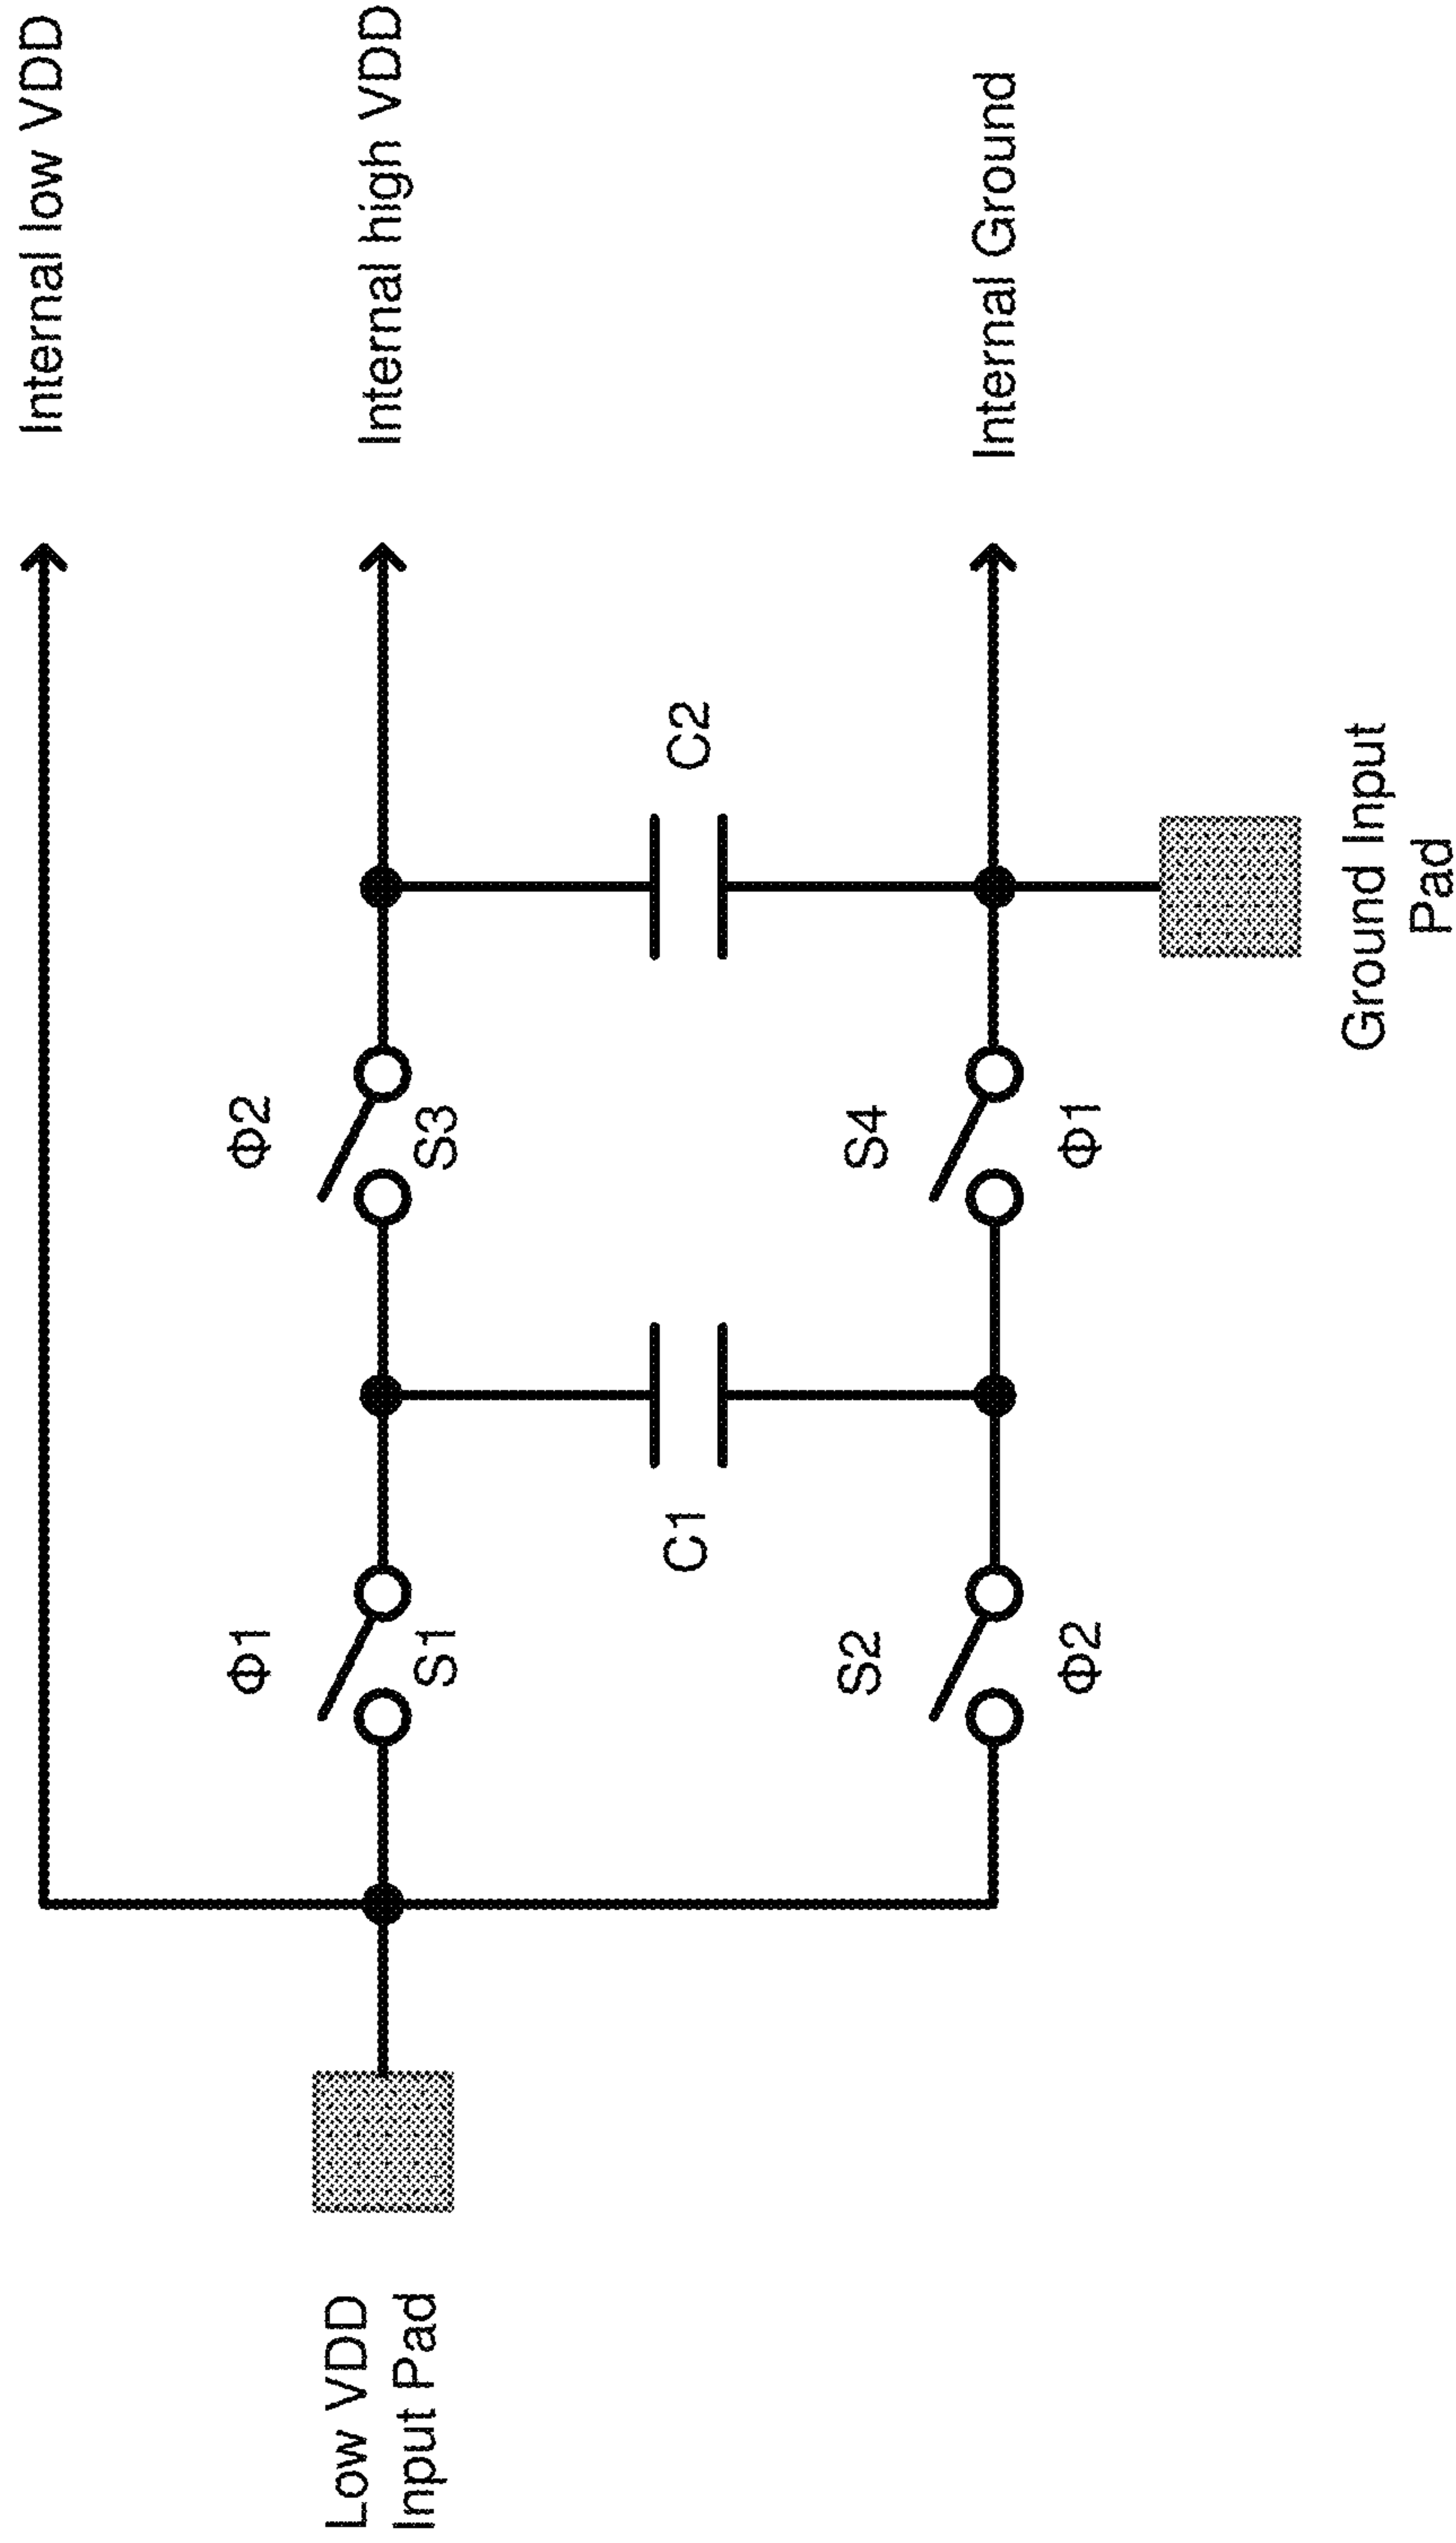 Internal low VDD
Φ1
Φ2
Low VDD
Input Pad
S1
S3
Internal high VDD
C1
C2
S2
S4
Internal Ground
Φ2
Φ1
Ground Input
Pad